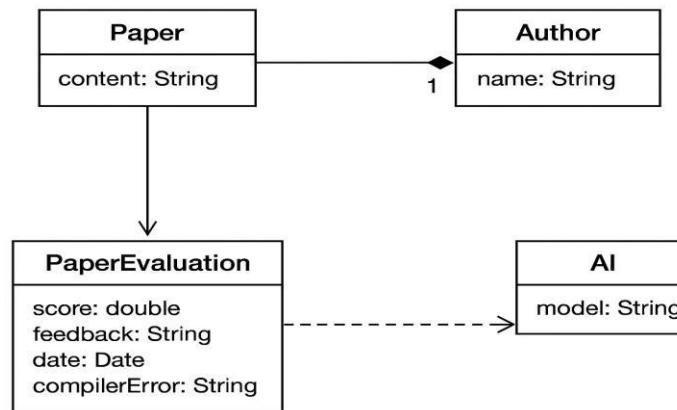 Paper
content: String
1
Author
name: String
PaperEvaluation
score: double
feedback: String
date: Date
compilerError: String
AI
model: String